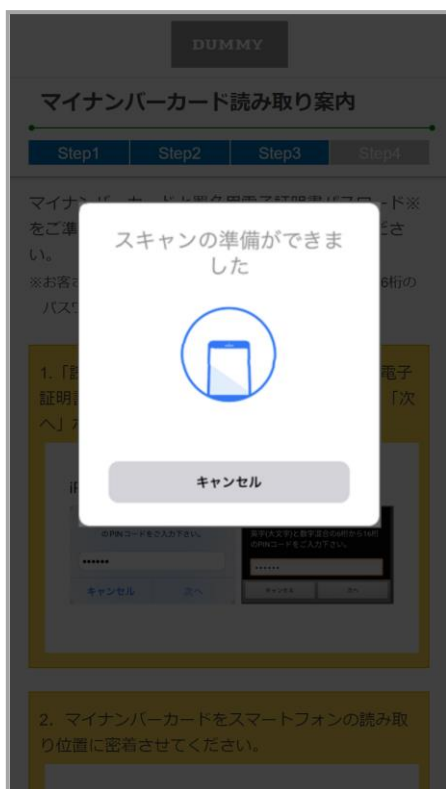 DUMMY
マイナンバーカード読み取り案内
Step1 Step2 Step3 Step4
マイナンバーカードと署名用電子証明書パスワード※
をご準
い。
※お客さ 6桁の
パスワ
スキャンの準備ができま
した
キャンセル
1.「読 電子
証明書 「次
へ」ボ
のPINコードをご入力下さい。
••••••
キャンセル 次へ
英字(大文字)と数字混合の6桁から16桁
のPINコードをご入力下さい。
......
キャンセル 次へ
2. マイナンバーカードをスマートフォンの読み取
り位置に密着させてください。